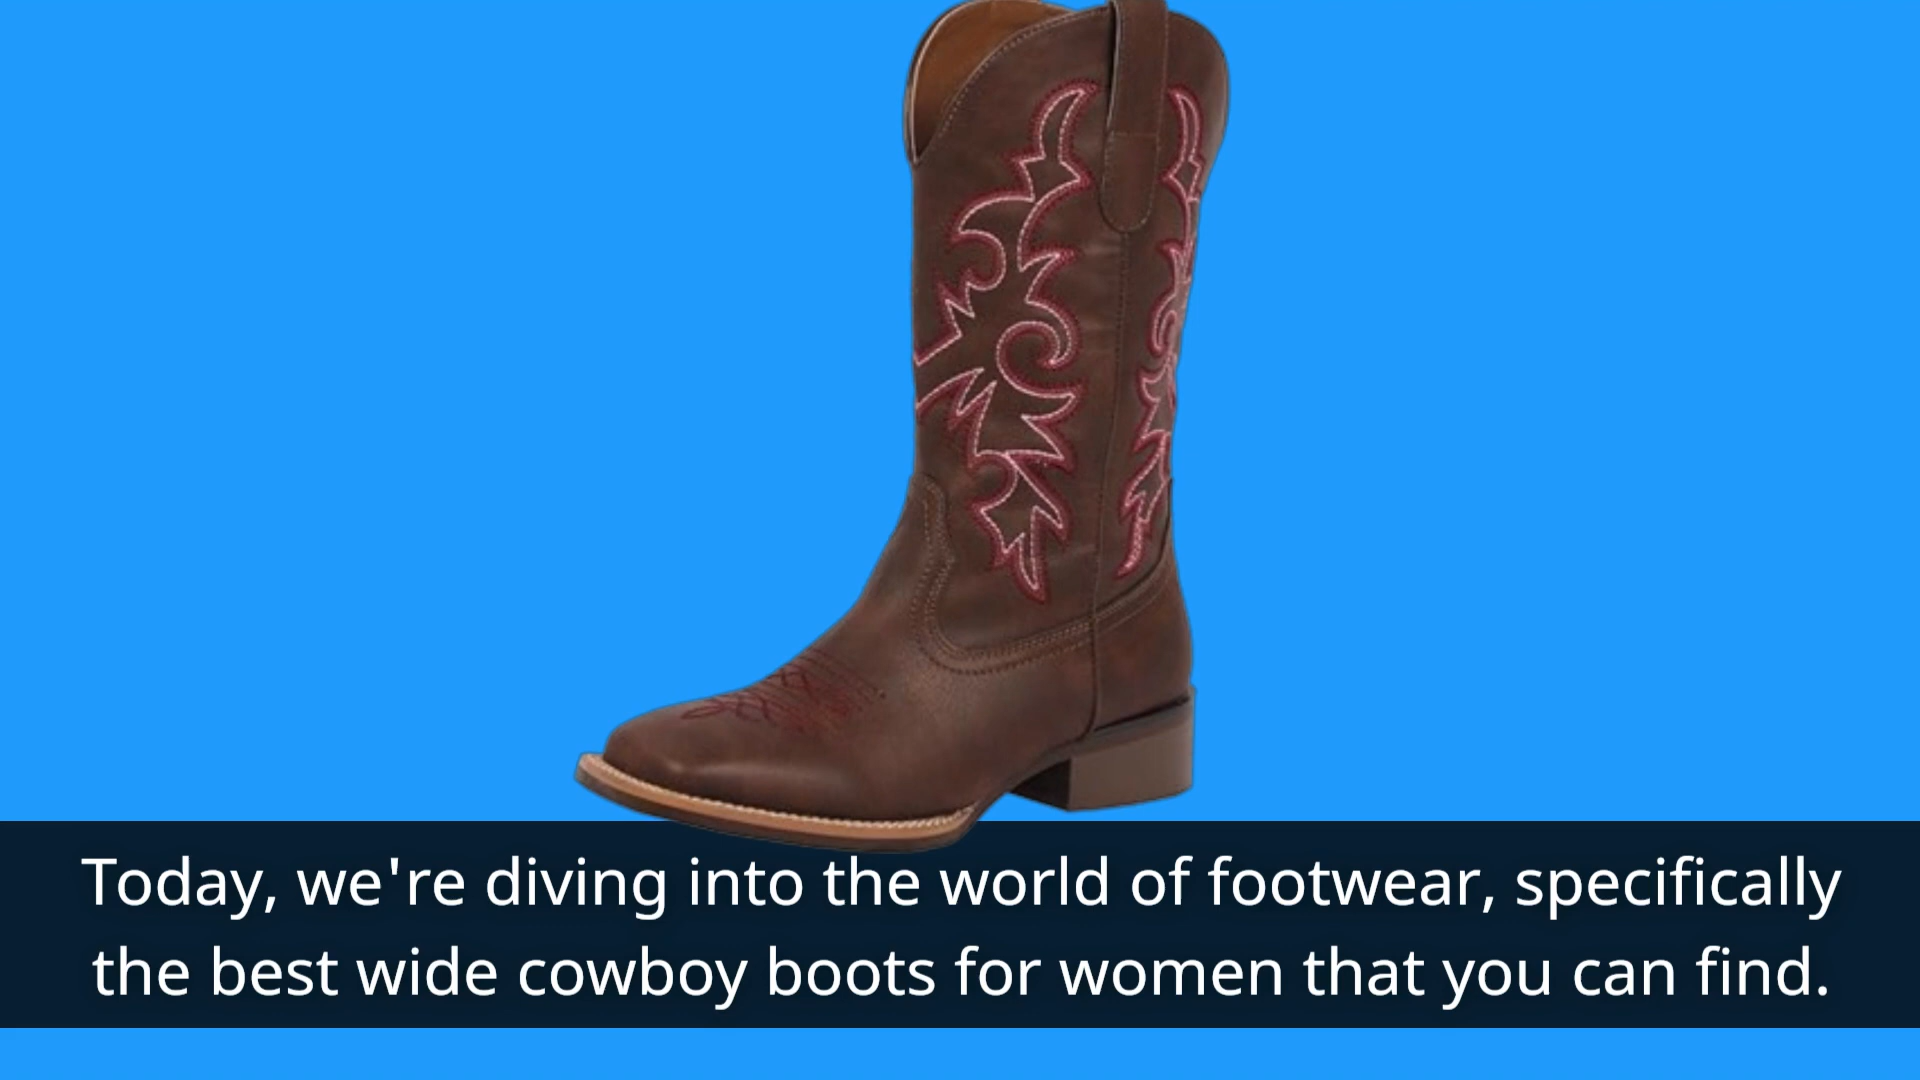 Today, we're diving into the world of footwear, specifically
the best wide cowboy boots for women that you can find.